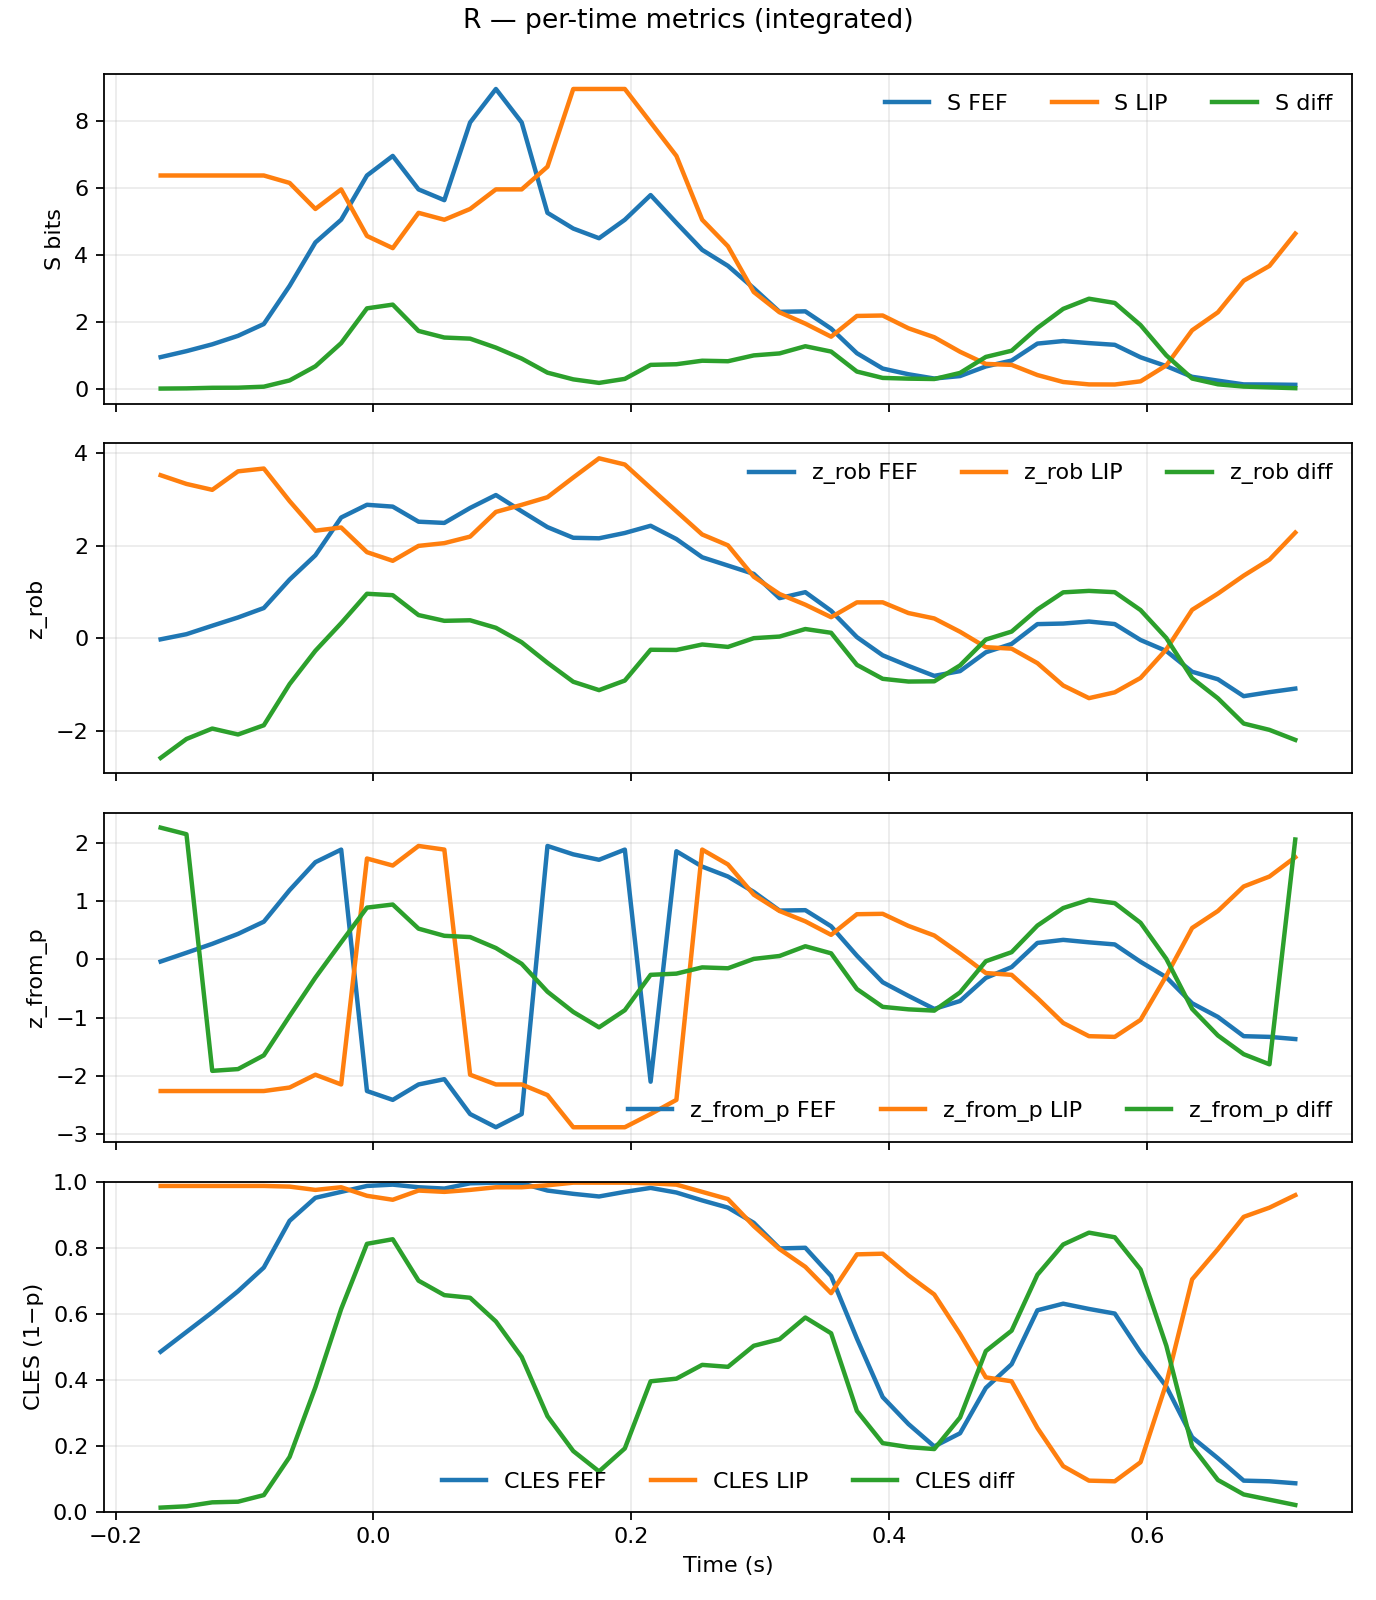 R — per-time metrics (integrated)
S FEF S LIP S diff
8
6
4
2
0
S bits
z_rob FEF z_rob LIP z_rob diff
4
2
0
−2
z_rob
2
1
0
−1
−2
−3
z_from_p
z_from_p FEF z_from_p LIP z_from_p diff
1.0
0.8
0.6
0.4
0.2
0.0
CLES (1−p)
CLES FEF CLES LIP CLES diff
−0.2 0.0 0.2 0.4 0.6
Time (s)